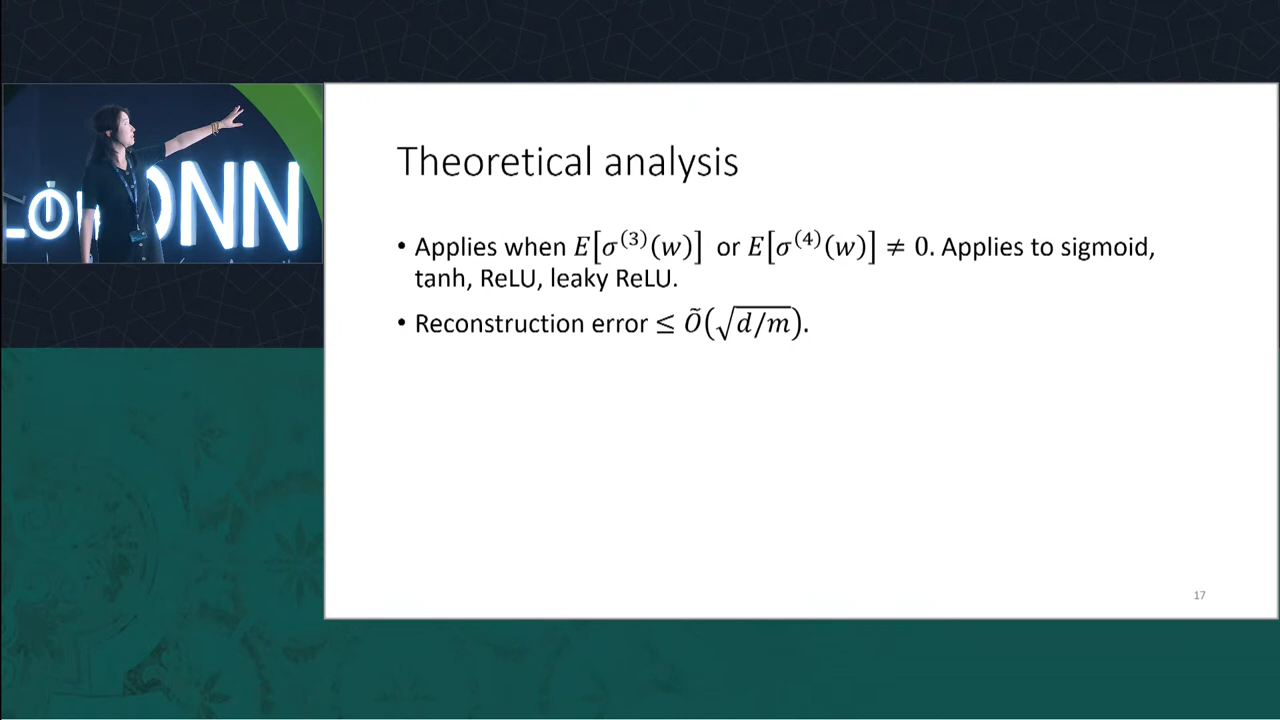 Theoretical analysis
• Applies when E[σ⁽³⁾(w)] or E[σ⁽⁴⁾(w)] ≠ 0. Applies to sigmoid,
tanh, ReLU, leaky ReLU.
• Reconstruction error ≤ Õ(√d/m).
17